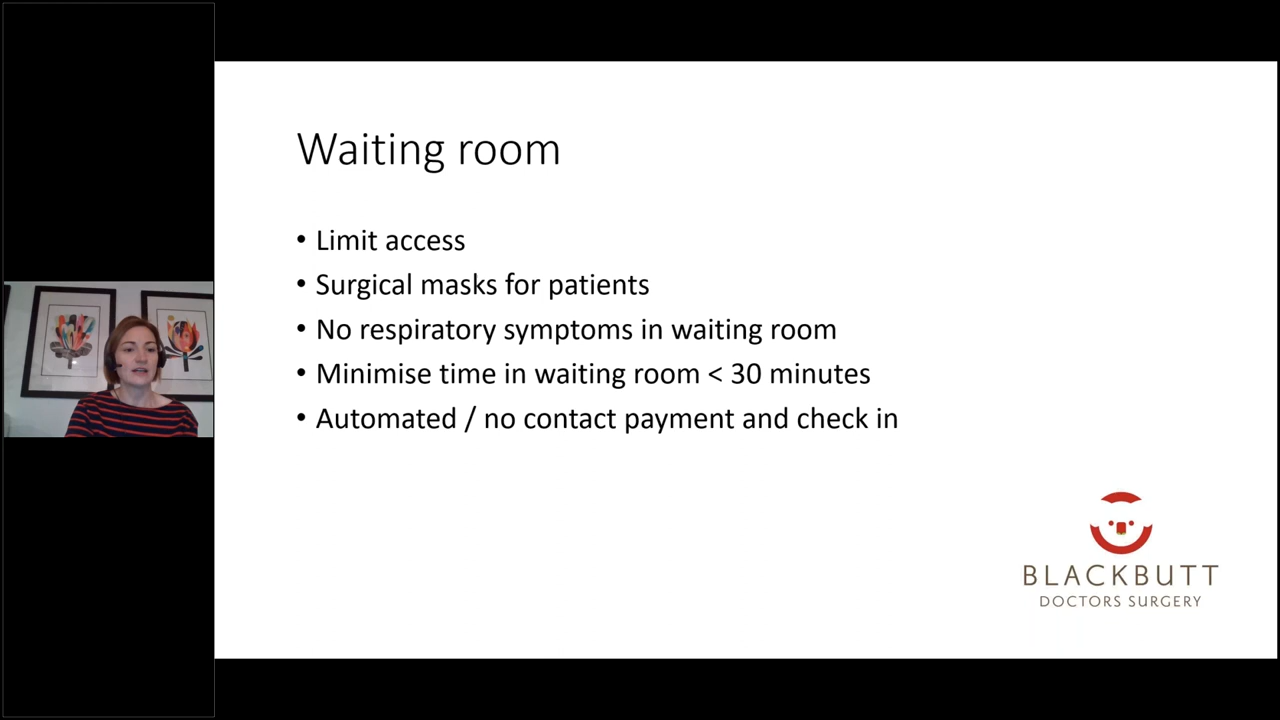 Waiting room
• Limit access
• Surgical masks for patients
• No respiratory symptoms in waiting room
• Minimise time in waiting room < 30 minutes
• Automated / no contact payment and check in
BLACKBUTT
DOCTORS SURGERY